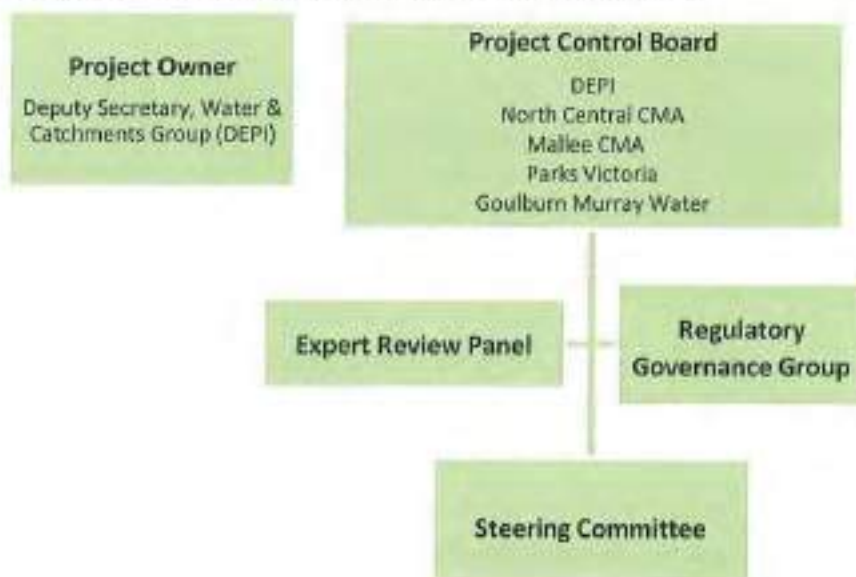 Project Owner
Deputy Secretary, Water &
Catchments Group (DEPI)
Project Control Board
DEPI
North Central CMA
Mallee CMA
Parks Victoria
Goulburn Murray Water
Expert Review Panel
Regulatory
Governance Group
Steering Committee